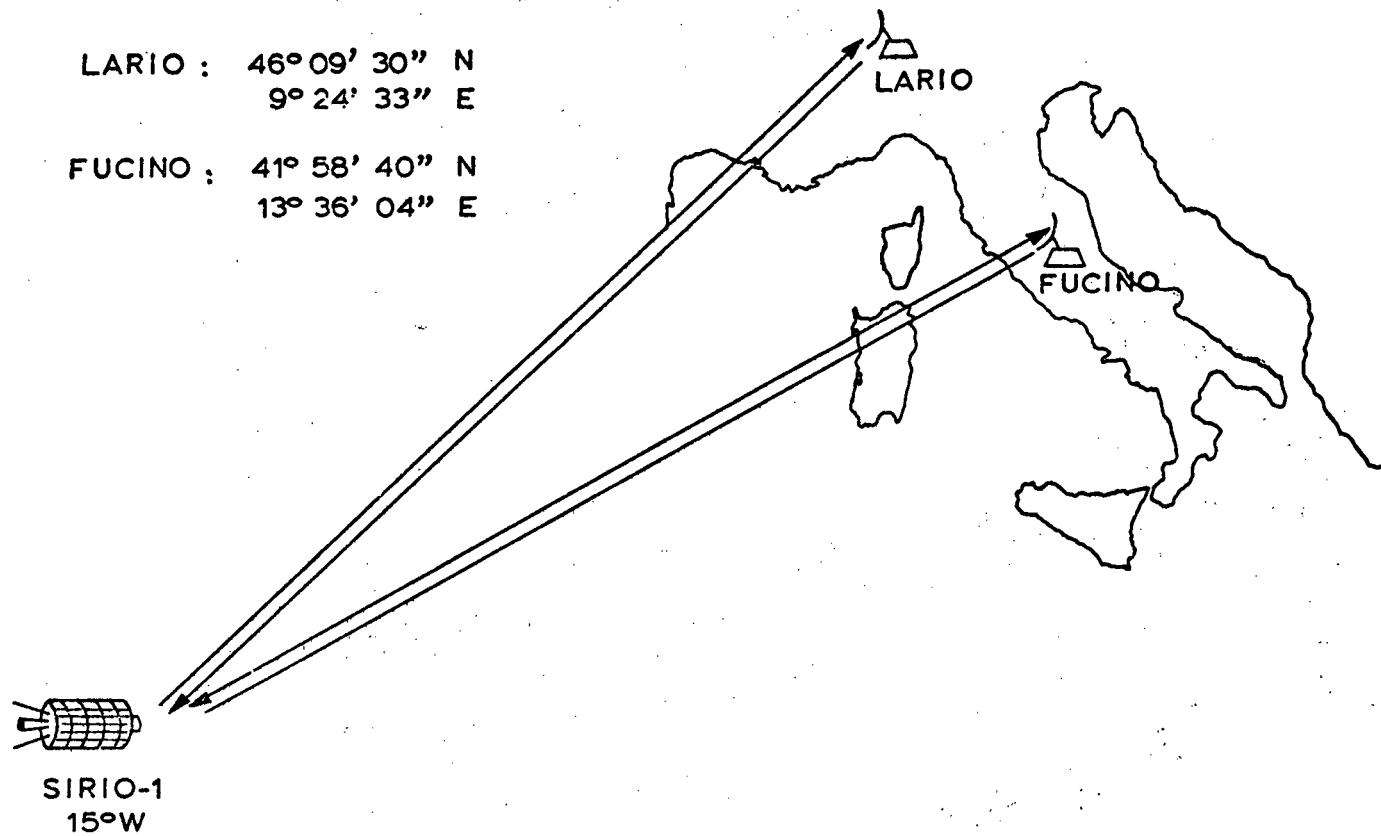 LARIO : 46° 09' 30" N
9° 24' 33" E
FUCINO : 41° 58' 40" N
13° 36' 04" E
LARIO
FUCINO
SIRIO-1
15°W